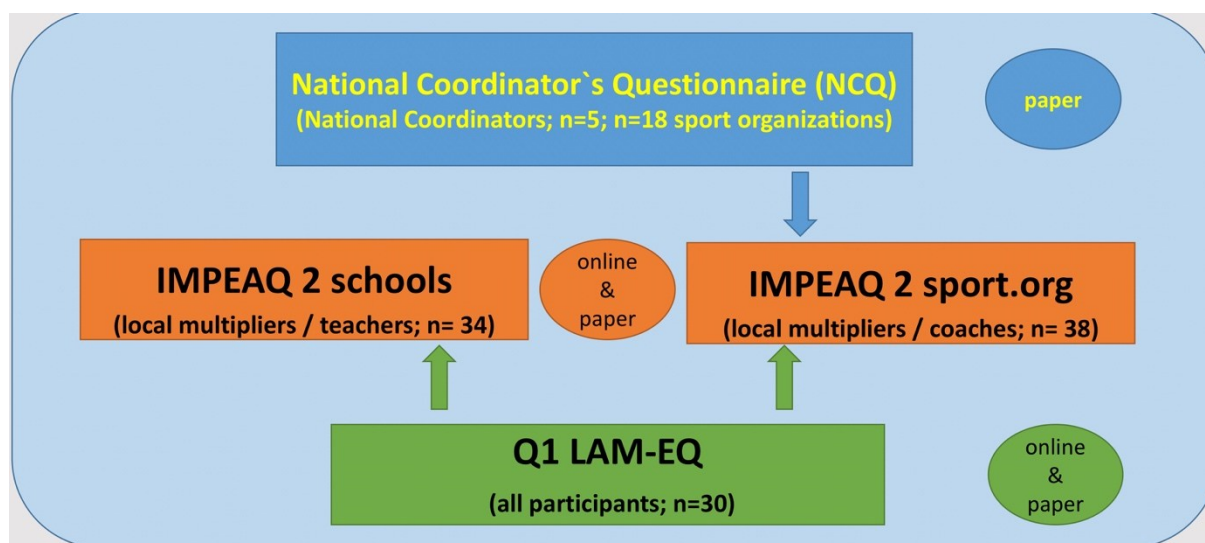 National Coordinator`s Questionnaire (NCQ)
(National Coordinators; n=5; n=18 sport organizations)
paper
IMPEAQ 2 schools
(local multipliers / teachers; n= 34)
online
&
paper
IMPEAQ 2 sport.org
(local multipliers / coaches; n= 38)
Q1 LAM-EQ
(all participants; n=30)
online
&
paper